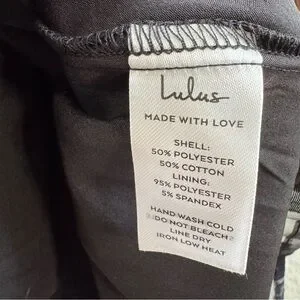 Lulus
MADE WITH LOVE
SHELL:
50% POLYESTER
50% COTTON
LINING:
95% POLYESTER
5% SPANDEX
HAND WASH COLD
DO NOT BLEACH
LINE DRY
IRON LOW HEAT